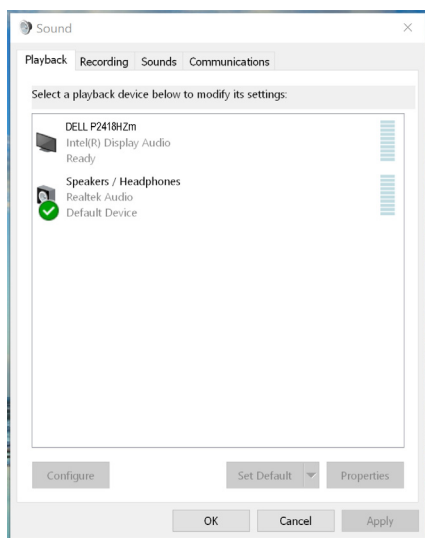 Sound
Playback Recording Sounds Communications
Select a playback device below to modify its settings:
DELL P2418HZm
Intel(R) Display Audio
Ready
Speakers / Headphones
Realtek Audio
Default Device
Configure Set Default Properties
OK Cancel Apply